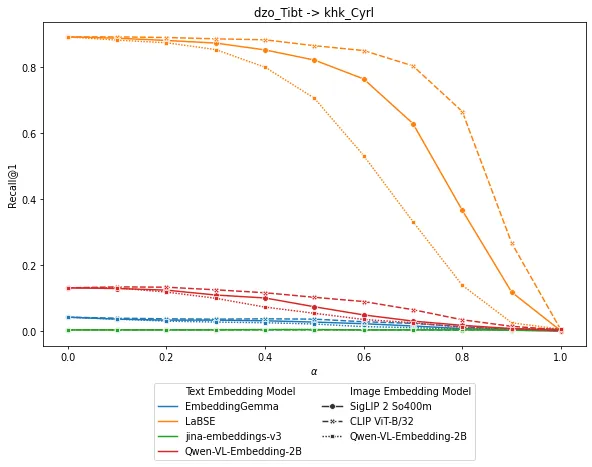 dzo_Tibt -> khk_Cyrl
Recall@1
0.8
0.6
0.4
0.2
0.0
0.0 0.2 0.4 0.6 0.8 1.0
α
Text Embedding Model
EmbeddingGemma
LaBSE
jina-embeddings-v3
Qwen-VL-Embedding-2B
Image Embedding Model
SigLIP 2 So400m
CLIP ViT-B/32
Qwen-VL-Embedding-2B